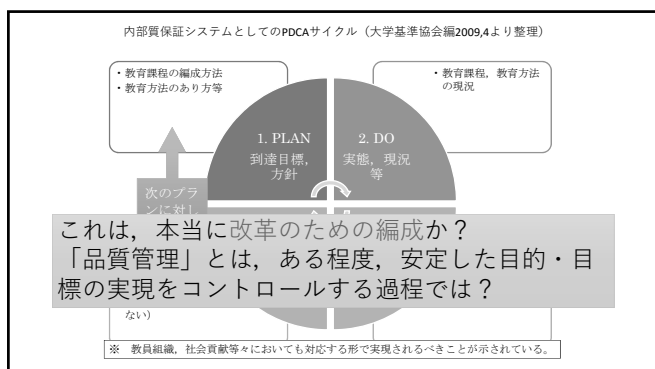 内部質保証システムとしてのPDCAサイクル（大学基準協会編2009,4より整理）
・教育課程の編成方法
・教育方法のあり方等
・教育課程，教育方法
の現況
1. PLAN
到達目標，
方針
2. DO
実態，現況
等
次のプラ
ンに対し
これは，本当に改革のための編成か？
「品質管理」とは，ある程度，安定した目的・目
標の実現をコントロールする過程では？
ない）
※　教員組織，社会貢献等々においても対応する形で実現されるべきことが示されている。